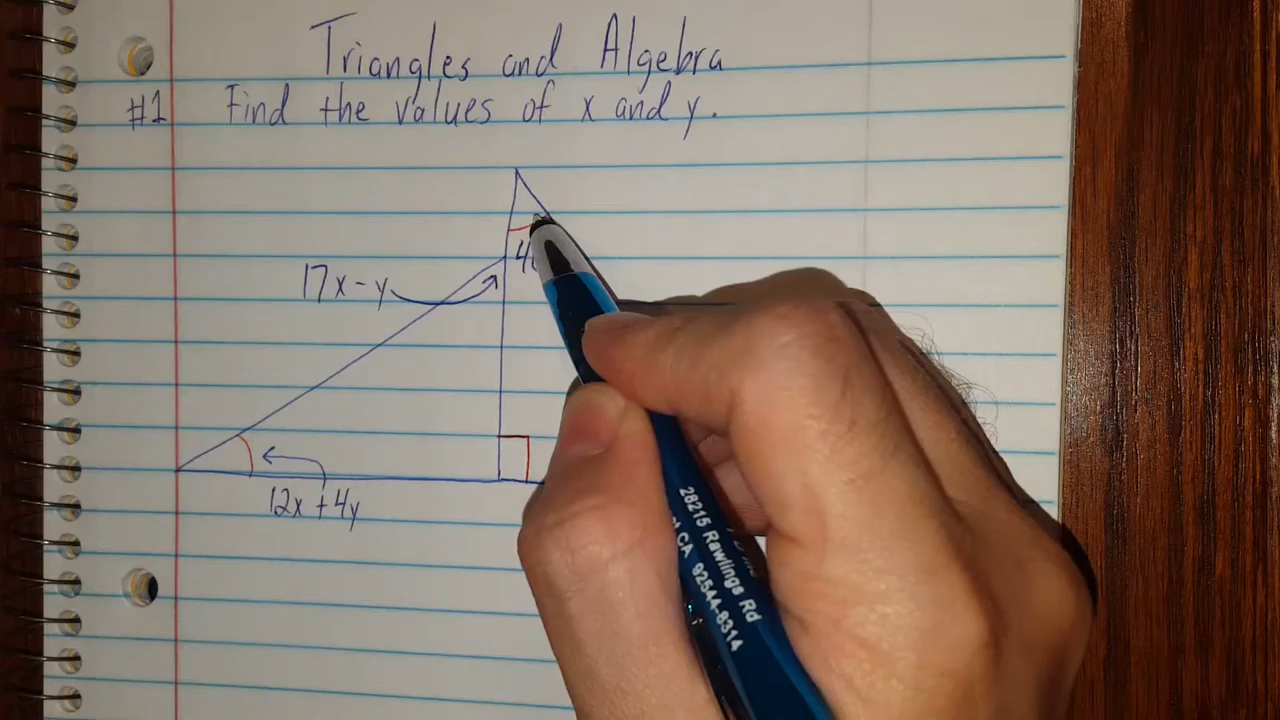 Triangles and Algebra
#1 Find the values of x and y.
17x-y
12x+4y
28215 Rawlings Rd
CA 92544-8314